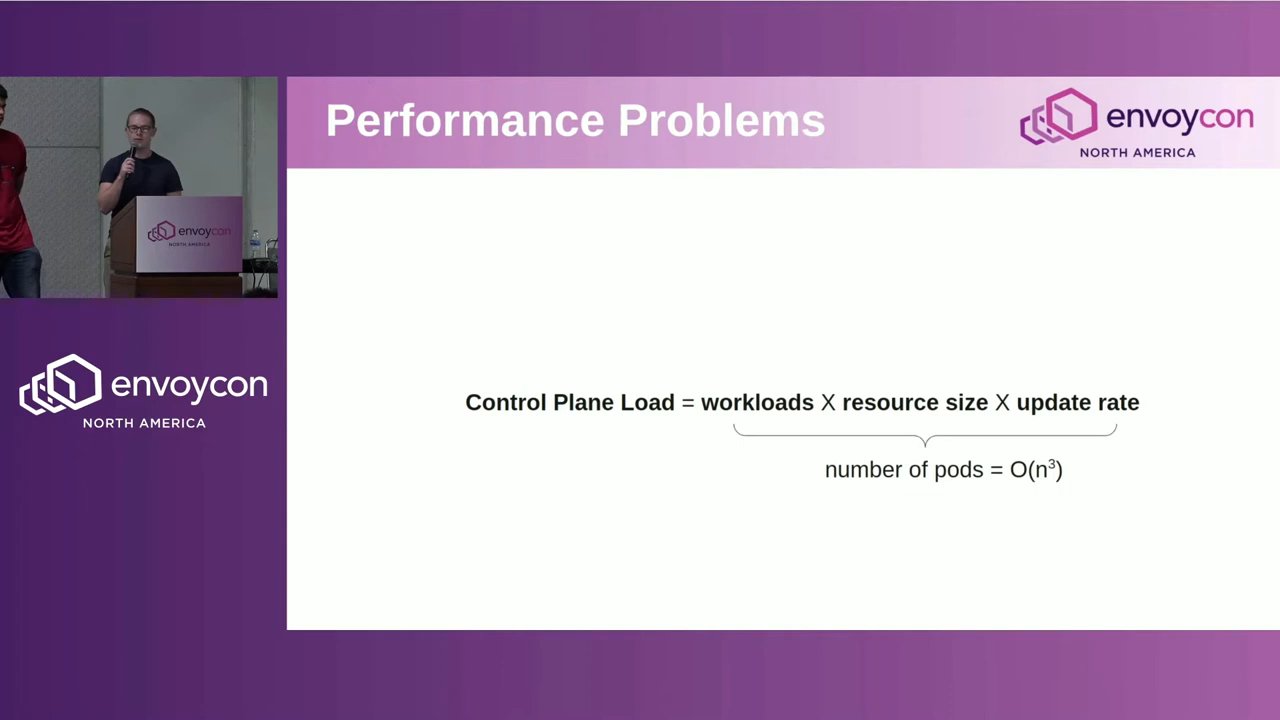 Performance Problems
envoycon
NORTH AMERICA
envoycon
NORTH AMERICA
envoycon
NORTH AMERICA
Control Plane Load = workloads X resource size X update rate
number of pods = O(n³)